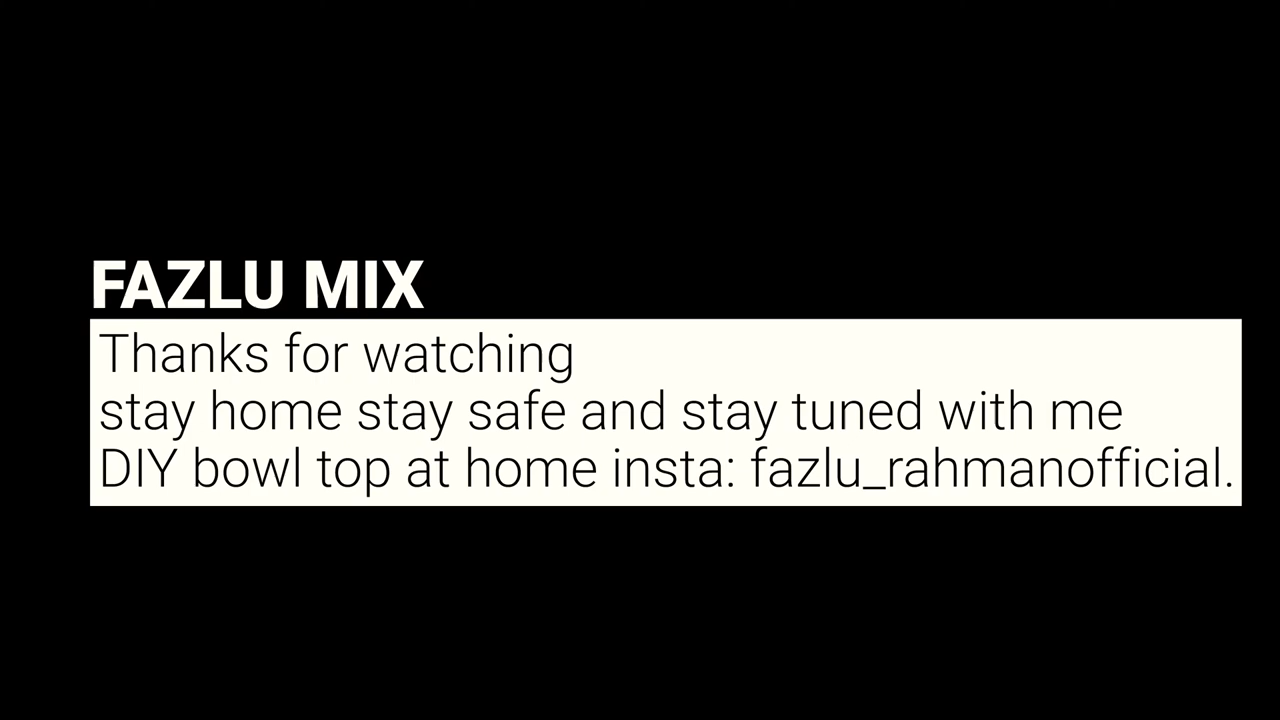 FAZLU MIX
Thanks for watching
stay home stay safe and stay tuned with me
DIY bowl top at home insta: fazlu_rahmanofficial.